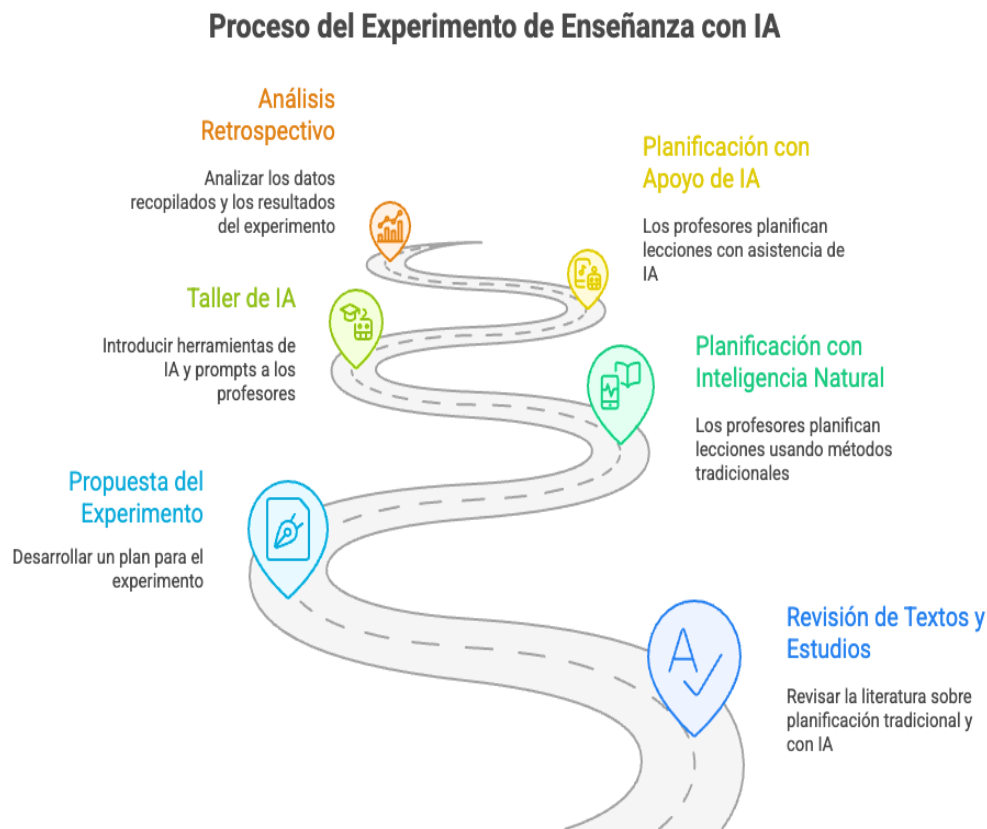 Proceso del Experimento de Enseñanza con IA
Análisis
Retrospectivo
Analizar los datos
recopilados y los resultados
del experimento
Planificación con
Apoyo de IA
Los profesores planifican
lecciones con asistencia de
IA
Taller de IA
Introducir herramientas de
IA y prompts a los
profesores
Planificación con
Inteligencia Natural
Los profesores planifican
lecciones usando métodos
tradicionales
Propuesta del
Experimento
Desarrollar un plan para el
experimento
Revisión de Textos y
Estudios
Revisar la literatura sobre
planificación tradicional y
con IA